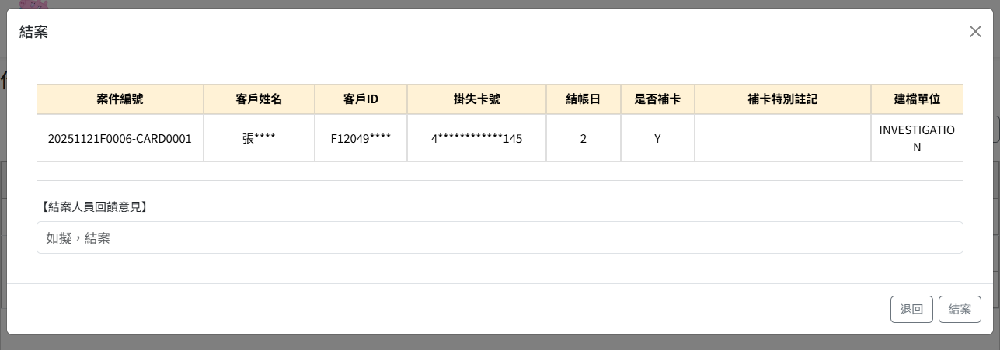 結案
案件編號 客戶姓名 客戶ID 掛失卡號 結帳日 是否補卡 補卡特別註記 建檔單位
20251121F0006-CARD0001 張**** F12049**** 4************145 2 Y INVESTIGATIO
N
【結案人員回饋意見】
如擬，結案
退回 結案